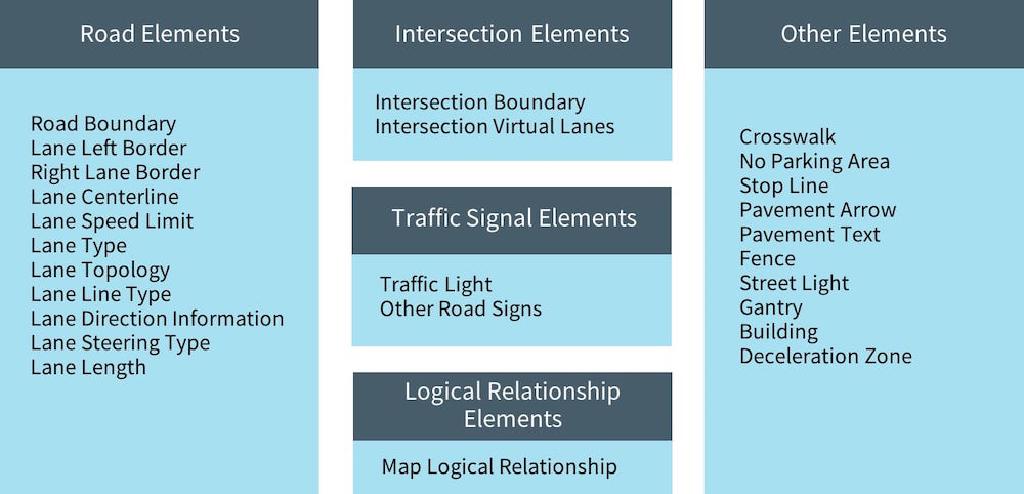 Road Elements
Road Boundary
Lane Left Border
Right Lane Border
Lane Centerline
Lane Speed Limit
Lane Type
Lane Topology
Lane Line Type
Lane Direction Information
Lane Steering Type
Lane Length
Intersection Elements
Intersection Boundary
Intersection Virtual Lanes
Traffic Signal Elements
Traffic Light
Other Road Signs
Logical Relationship
Elements
Map Logical Relationship
Other Elements
Crosswalk
No Parking Area
Stop Line
Pavement Arrow
Pavement Text
Fence
Street Light
Gantry
Building
Deceleration Zone